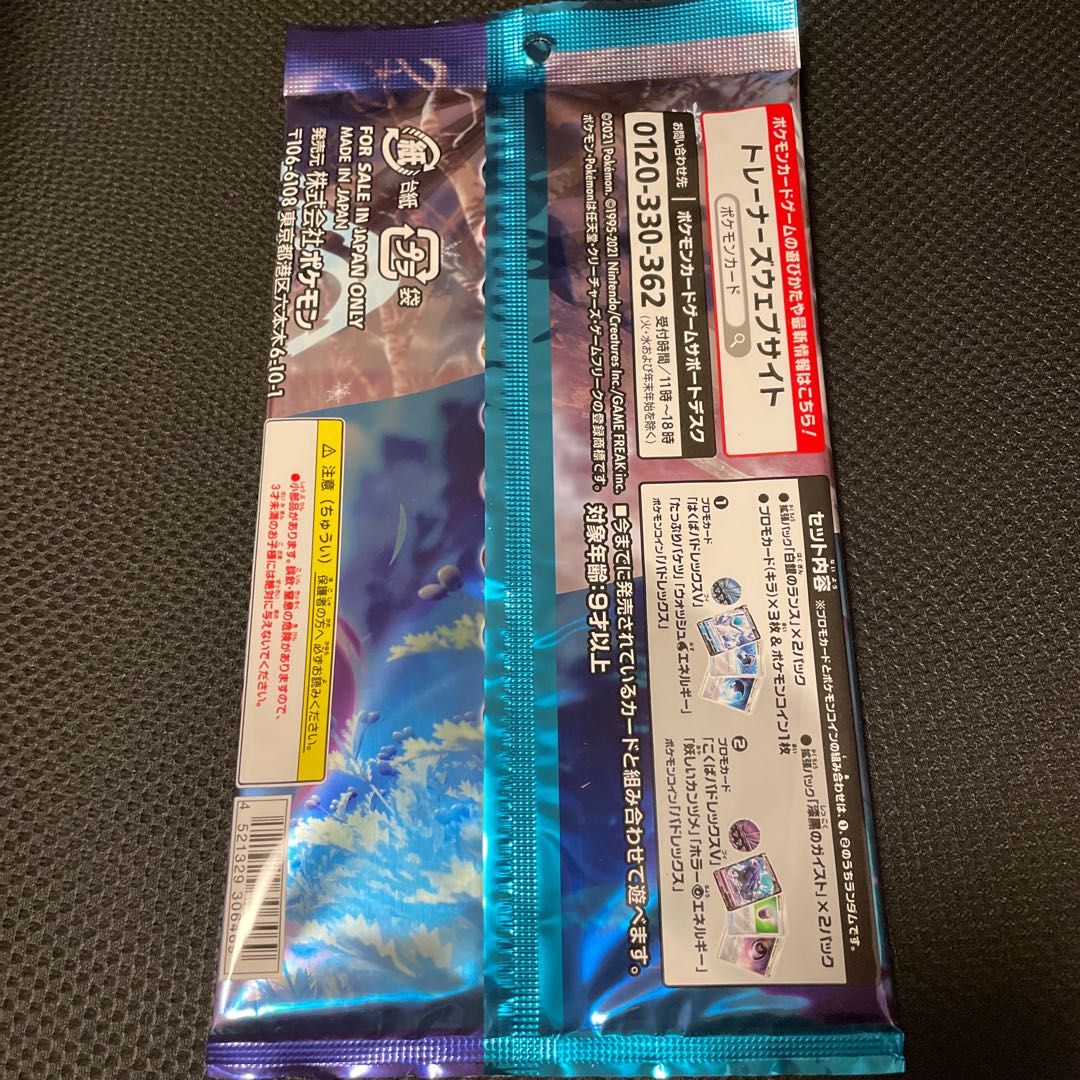 ポケモンカードゲームの遊びかたや最新情報はこちら!
トレーナーズウェブサイト
ポケモンカード
お問い合わせ先
ポケモンカードゲームサポートデスク
0120-330-362
受付時間/11時~18時
(火・水および年末年始を除く)
©2021 Pokémon. ©1995-2021 Nintendo/Creatures Inc./GAME FREAK inc.
ポケモン・Pokémonは任天堂・クリーチャーズ・ゲームフリークの登録商標です。
セット内容 ※プロモカードとポケモンコインの組み合わせは、①、②のうちランダムです。
●拡張パック「白銀のランス」×2パック
●拡張パック「漆黒のガイスト」×2パック
●プロモカード(キラ)×3枚 & ポケモンコイン1枚
①
プロモカード
「はくばバドレックスV」
「たっぷりバケツ」「ウォッシュ水エネルギー」
ポケモンコイン「バドレックス」
②
プロモカード
「こくばバドレックスV」
「妖しいカンヅメ」「ホラー超エネルギー」
ポケモンコイン「バドレックス」
■今までに発売されているカードと組み合わせて遊べます。
対象年齢:9才以上
紙
台紙
プラ
袋
FOR SALE IN JAPAN ONLY
MADE IN JAPAN
発売元 株式会社ポケモン
〒106-6108 東京都港区六本木6-10-1
⚠ 注意(ちゅうい) 保護者の方へ 必ずお読みください。
●小部品があります。誤飲・窒息の危険がありますので、
3才未満のお子様には絶対に与えないでください。
4 521329 306469